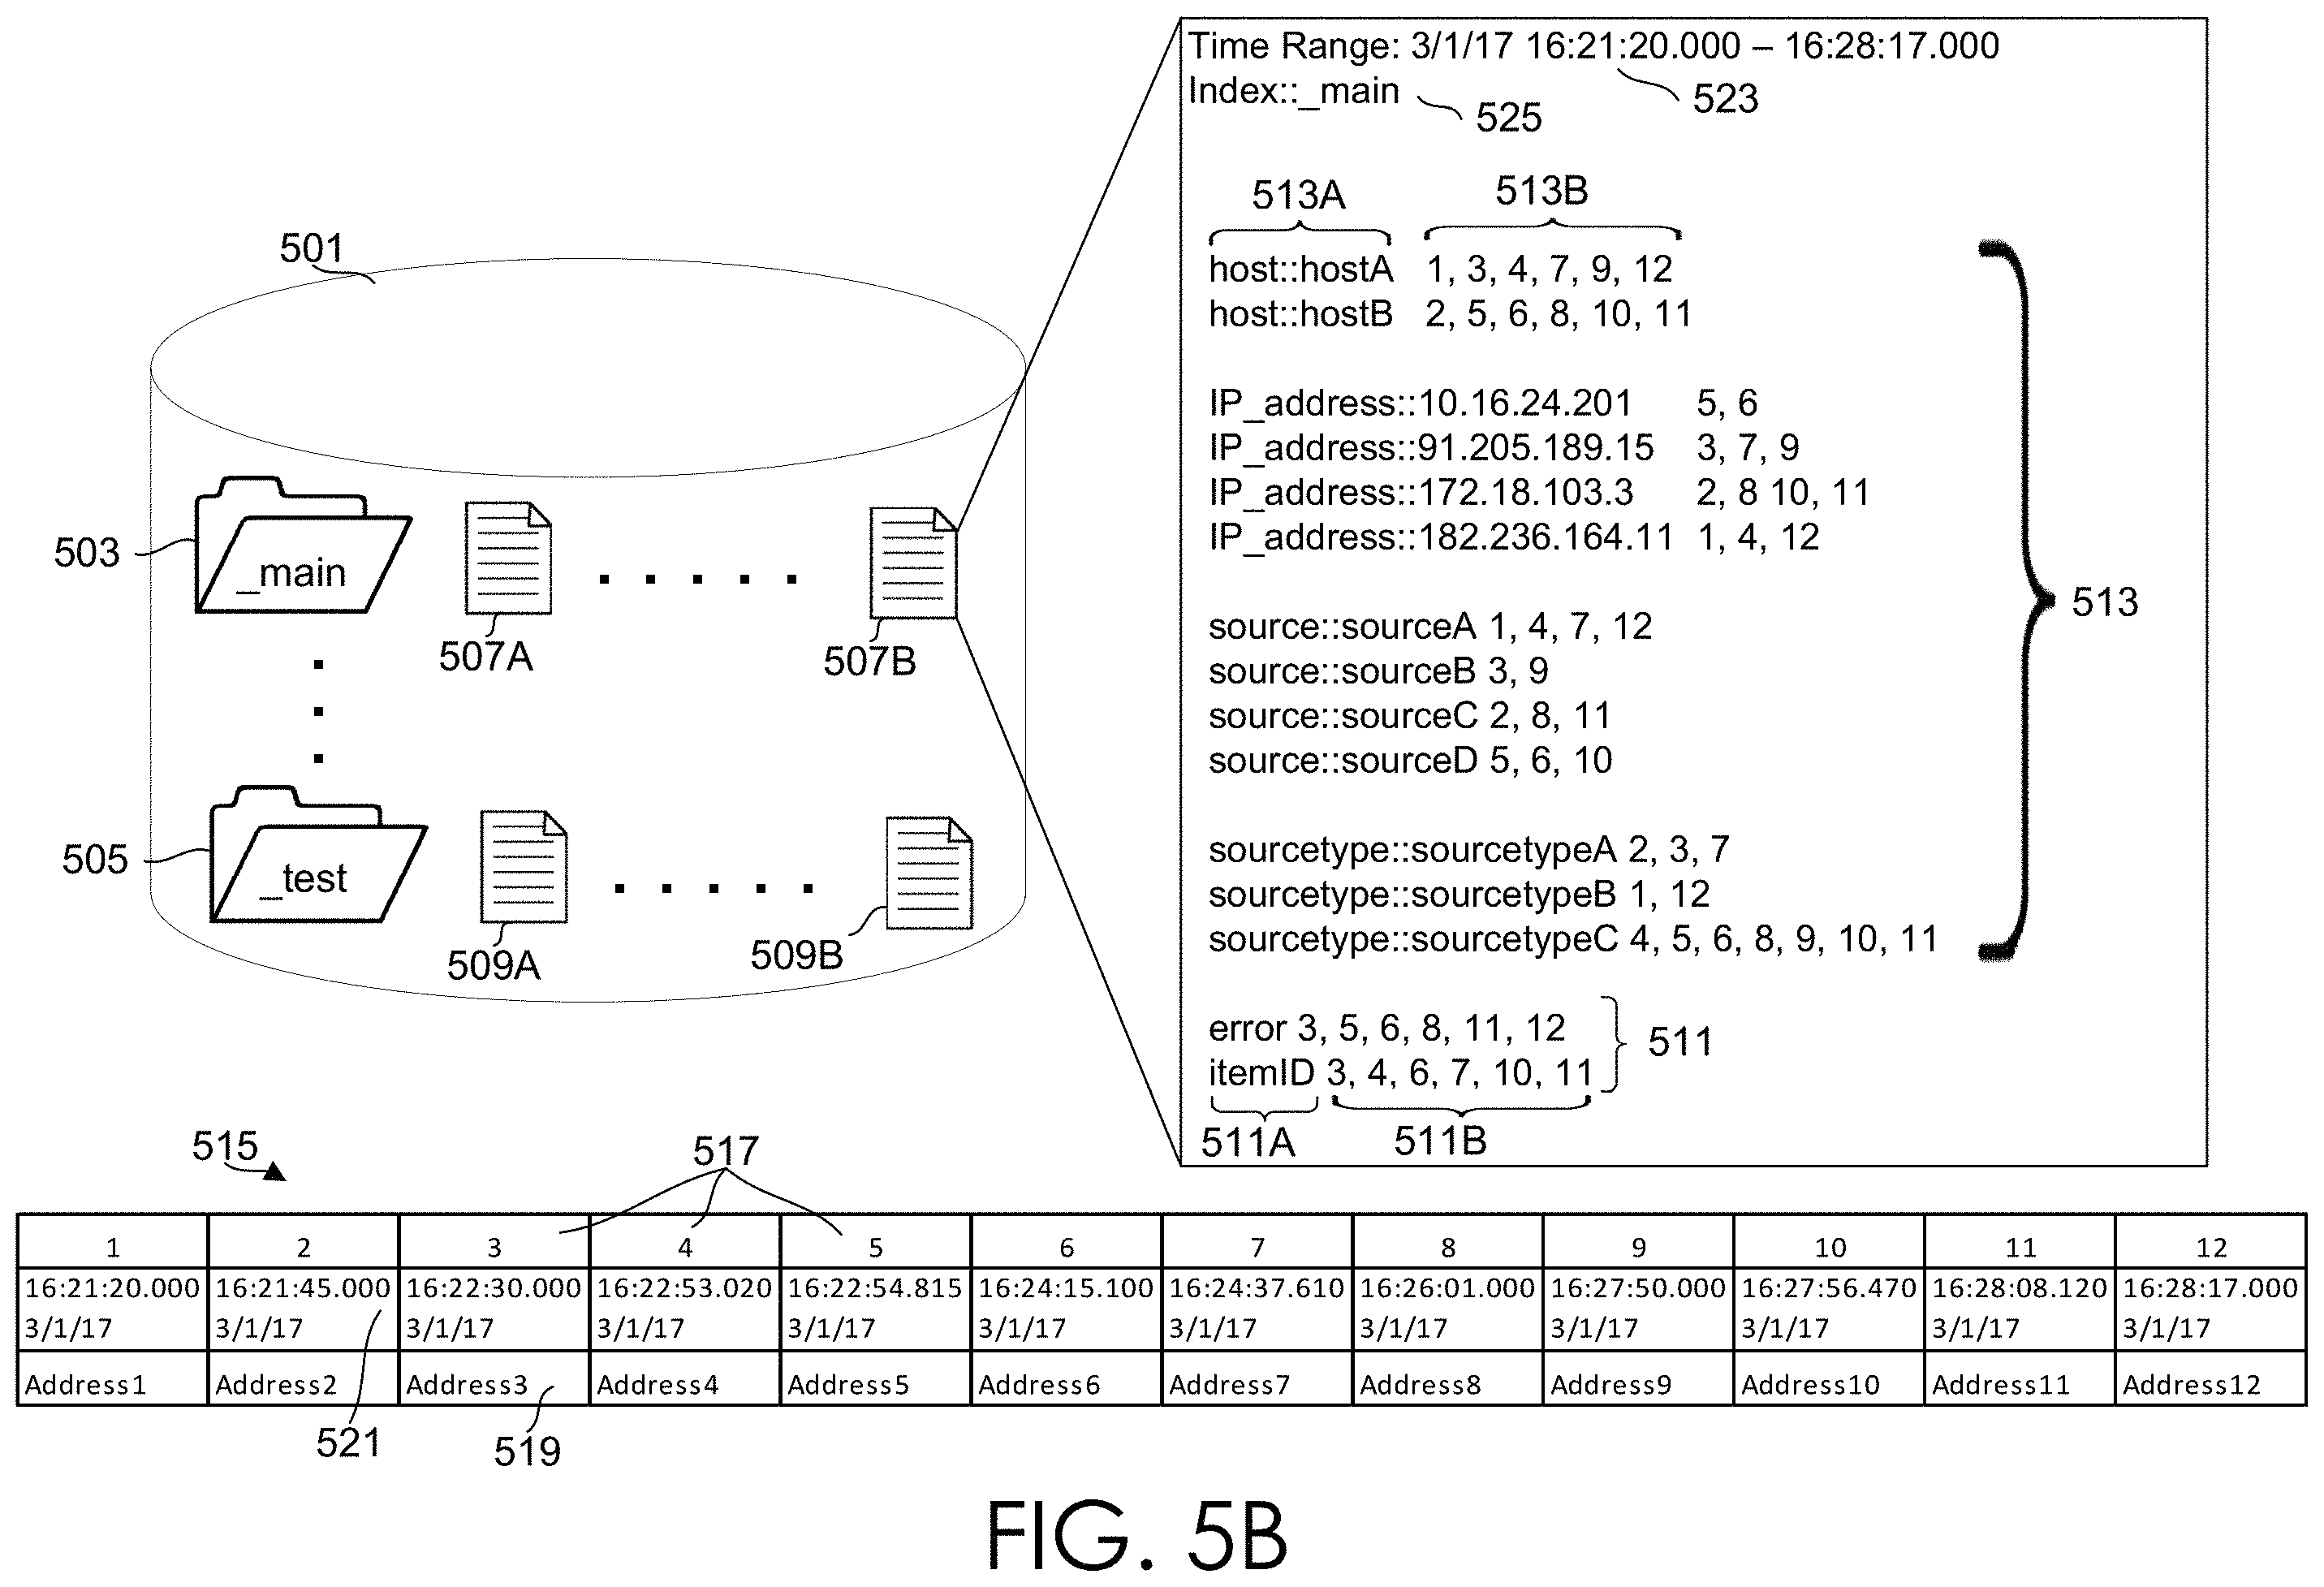 Time Range: 3/1/17 16:21:20.000 – 16:28:17.000
523
Index::_main
525
513A 513B
host::hostA 1, 3, 4, 7, 9, 12
host::hostB 2, 5, 6, 8, 10, 11
IP_address::10.16.24.201 5, 6
IP_address::91.205.189.15 3, 7, 9
IP_address::172.18.103.3 2, 8 10, 11
IP_address::182.236.164.11 1, 4, 12
source::sourceA 1, 4, 7, 12
source::sourceB 3, 9
source::sourceC 2, 8, 11
source::sourceD 5, 6, 10
sourcetype::sourcetypeA 2, 3, 7
sourcetype::sourcetypeB 1, 12
sourcetype::sourcetypeC 4, 5, 6, 8, 9, 10, 11
513
error 3, 5, 6, 8, 11, 12
itemID 3, 4, 6, 7, 10, 11
511
511A 511B
501
503
_main
507A 507B
505
_test
509A 509B
515 517
1 2 3 4 5 6 7 8 9 10 11 12
16:21:20.000 16:21:45.000 16:22:30.000 16:22:53.020 16:22:54.815 16:24:15.100 16:24:37.610 16:26:01.000 16:27:50.000 16:27:56.470 16:28:08.120 16:28:17.000
3/1/17 3/1/17 3/1/17 3/1/17 3/1/17 3/1/17 3/1/17 3/1/17 3/1/17 3/1/17 3/1/17 3/1/17
Address1 Address2 Address3 Address4 Address5 Address6 Address7 Address8 Address9 Address10 Address11 Address12
521 519
FIG. 5B